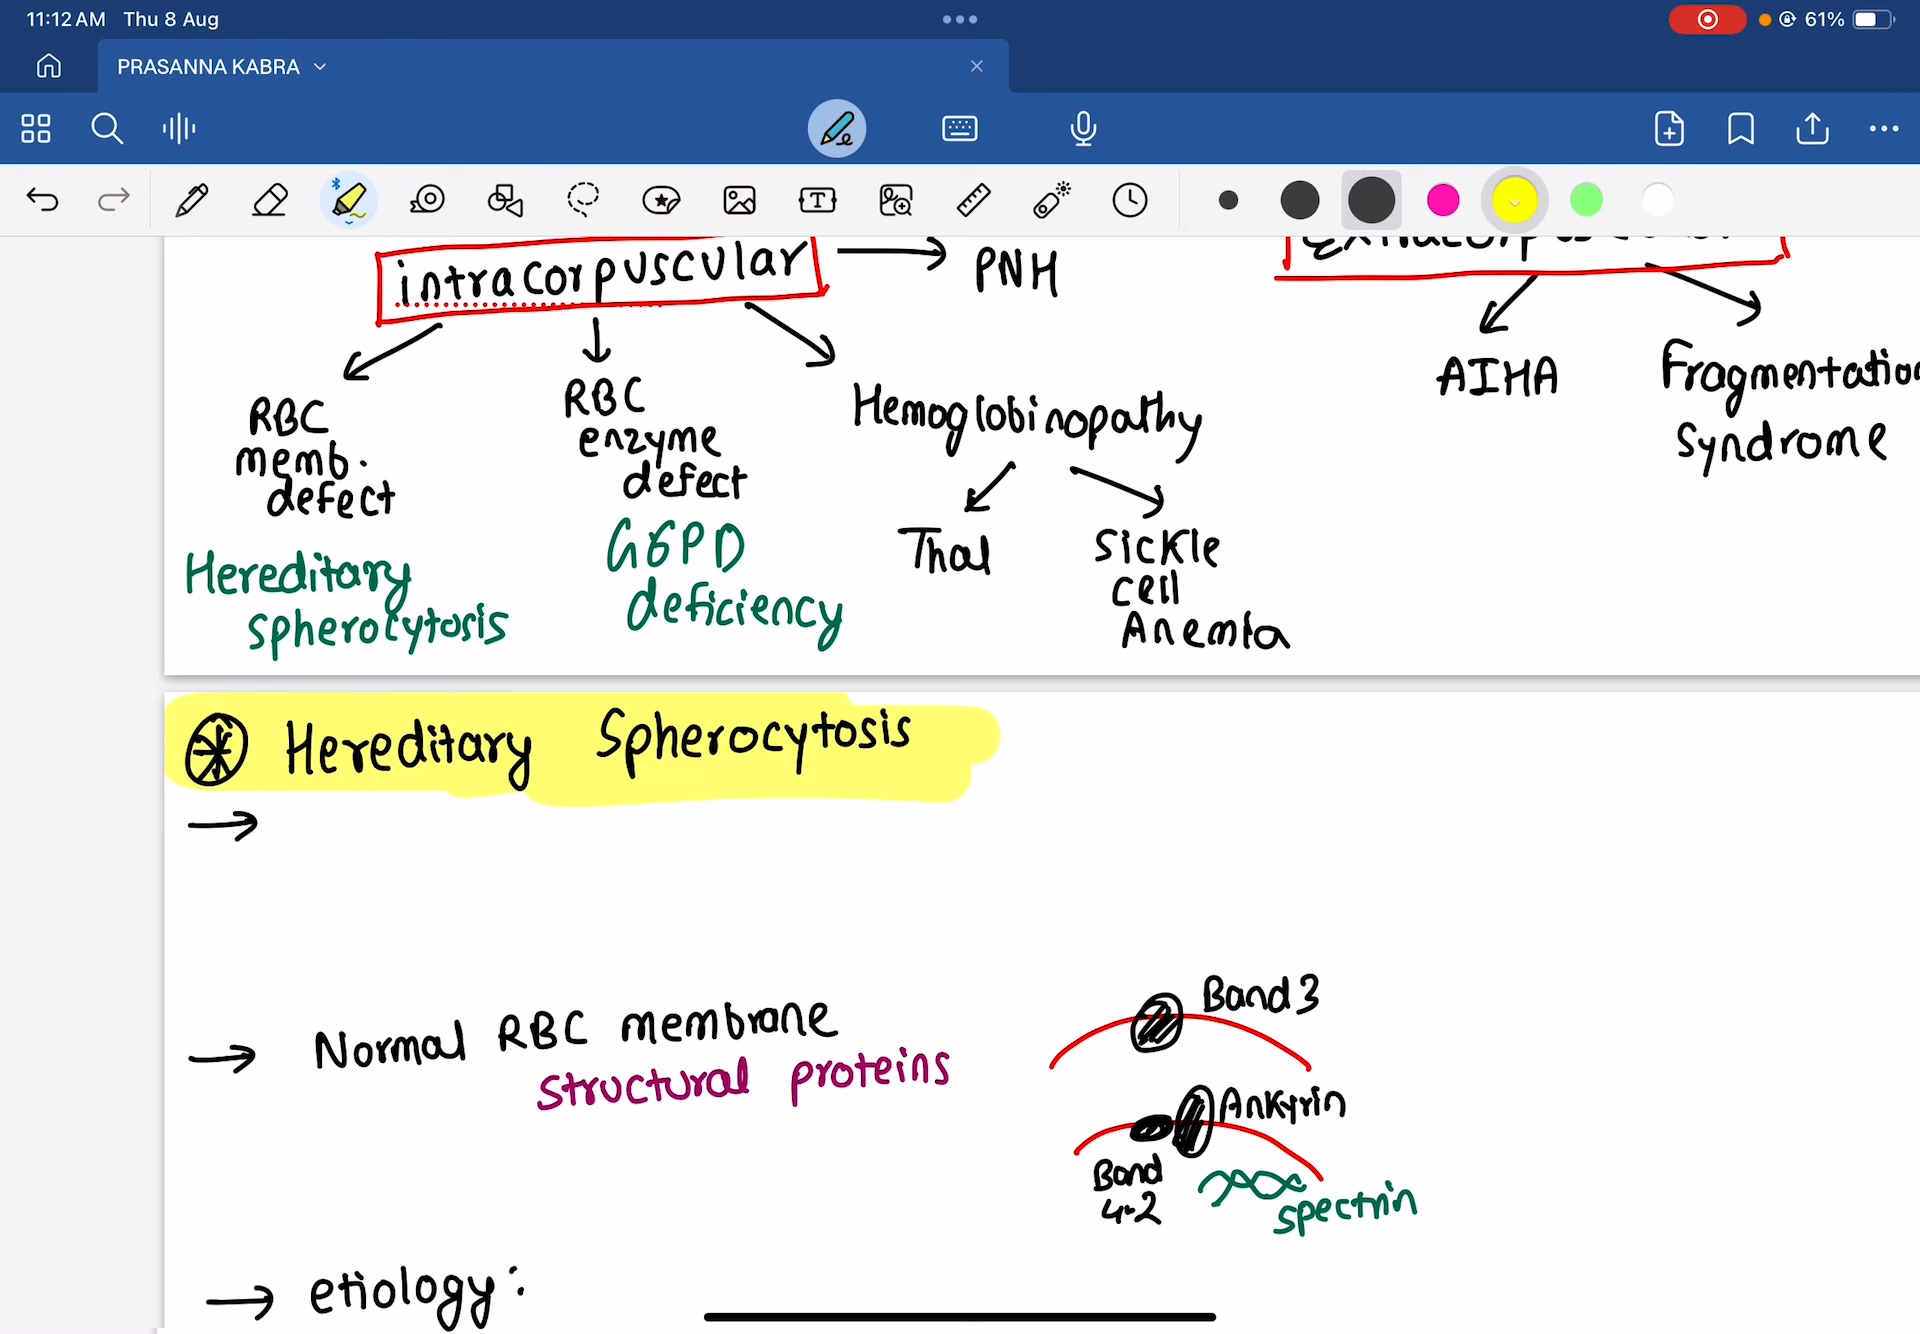 11:12 AM Thu 8 Aug
61%
PRASANNA KABRA
intracorpuscular
PNH
RBC
memb.
defect
Hereditary
spherocytosis
RBC
enzyme
defect
G6PD
deficiency
Hemoglobinopathy
Thal
Sickle
cell
Anemia
AIHA
Fragmentation
Syndrome
Hereditary Spherocytosis
→
→ Normal RBC membrane
structural proteins
Band 3
Ankyrin
Band
4.2
spectrin
→ etiology: